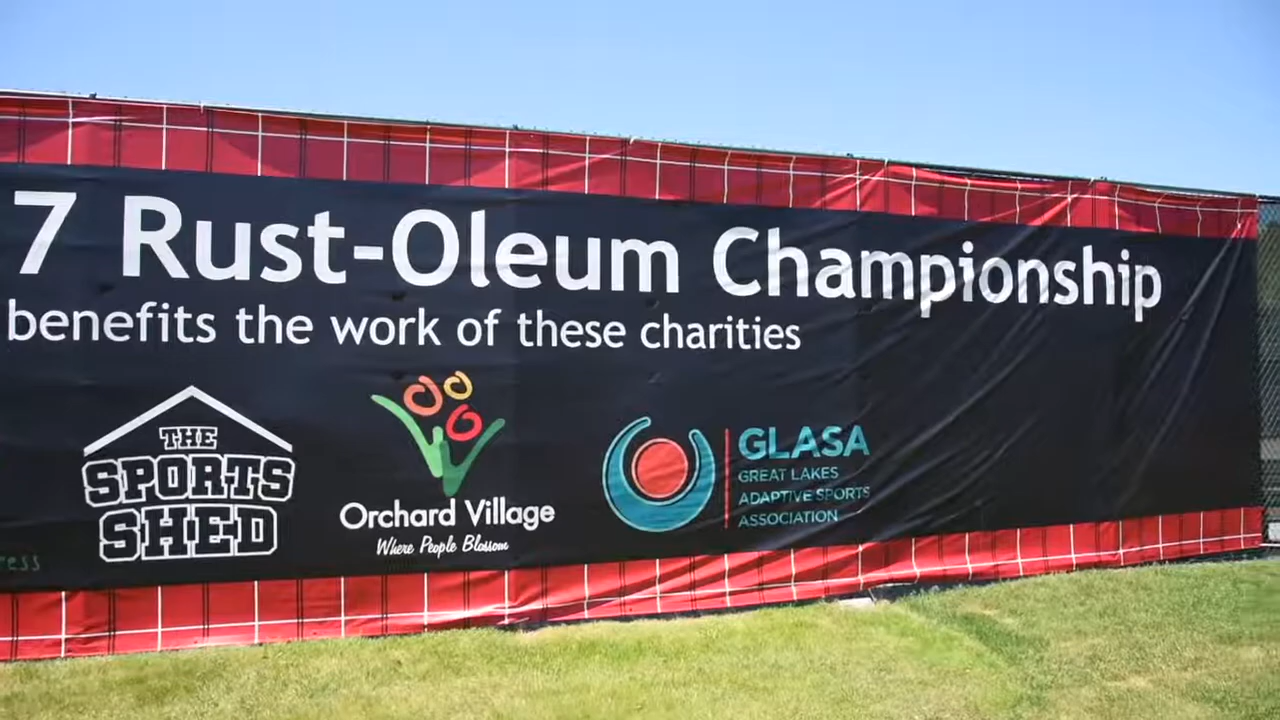 7 Rust-Oleum Championship
benefits the work of these charities
THE
SPORTS
SHED
Orchard Village
Where People Blossom
GLASA
GREAT LAKES
ADAPTIVE SPORTS
ASSOCIATION
ress